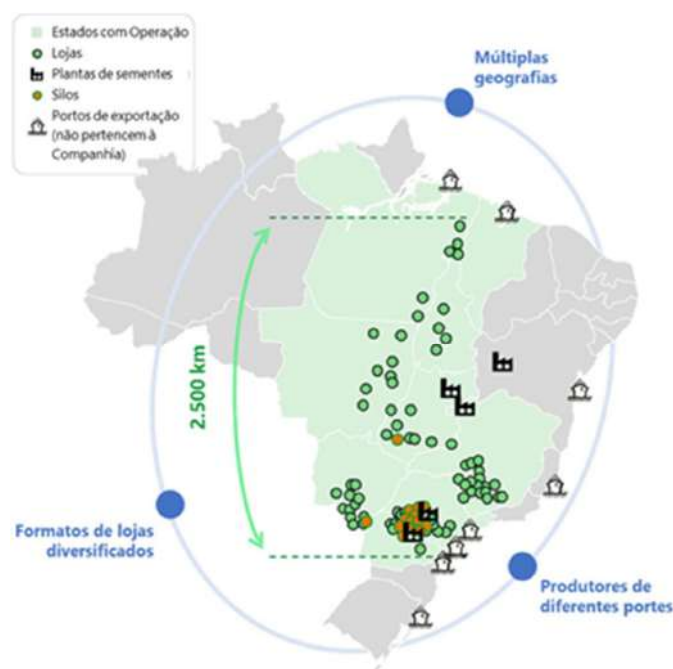 Estados com Operação
Lojas
Plantas de sementes
Silos
Portos de exportação
(não pertencem à
Companhia)
Múltiplas
geografias
2.500 km
Formatos de lojas
diversificados
Produtores de
diferentes portes